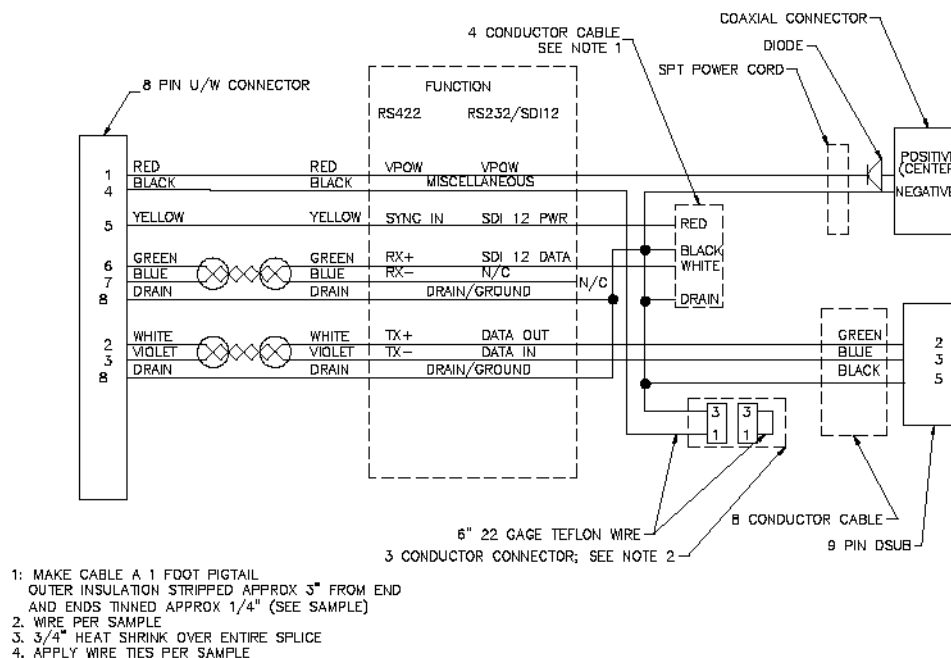 COAXIAL CONNECTOR
4 CONDUCTOR CABLE
SEE NOTE 1
DIODE
SPT POWER CORD
8 PIN U/W CONNECTOR
FUNCTION
RS422 RS232/SDI12
1 RED RED VPOW VPOW
4 BLACK BLACK MISCELLANEOUS
POSITIVE
(CENTER
NEGATIVE
5 YELLOW YELLOW SYNC IN SDI 12 PWR RED
BLACK
6 GREEN GREEN RX+ SDI 12 DATA WHITE
7 BLUE BLUE RX- N/C N/C
8 DRAIN DRAIN DRAIN/GROUND DRAIN
2 WHITE WHITE TX+ DATA OUT GREEN 2
3 VIOLET VIOLET TX- DATA IN BLUE 3
8 DRAIN DRAIN DRAIN/GROUND BLACK 5
3 3
1 1
6" 22 GAGE TEFLON WIRE
8 CONDUCTOR CABLE
3 CONDUCTOR CONNECTOR; SEE NOTE 2
9 PIN DSUB
1: MAKE CABLE A 1 FOOT PIGTAIL
OUTER INSULATION STRIPPED APPROX 3" FROM END
AND ENDS TINNED APPROX 1/4" (SEE SAMPLE)
2. WIRE PER SAMPLE
3. 3/4" HEAT SHRINK OVER ENTIRE SPLICE
4. APPLY WIRE TIES PER SAMPLE